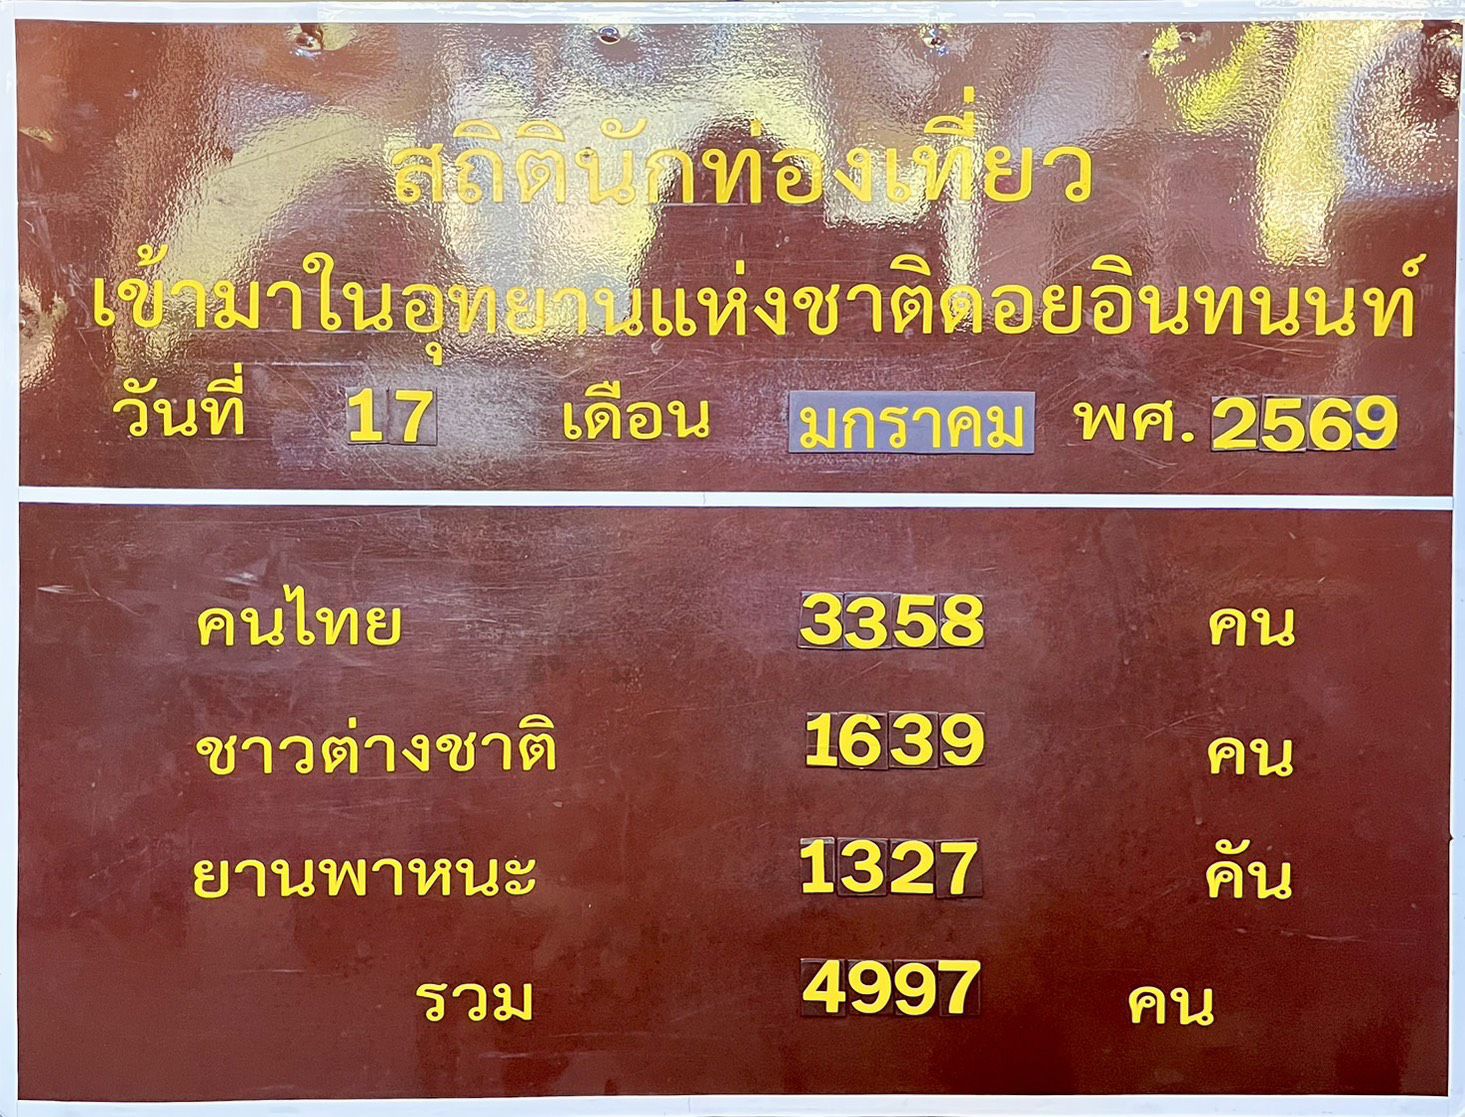 สถิตินักท่องเที่ยว
เข้ามาในอุทยานแห่งชาติดอยอินทนนท์
วันที่ 17 เดือน มกราคม พศ. 2569
คนไทย 3358 คน
ชาวต่างชาติ 1639 คน
ยานพาหนะ 1327 คัน
รวม 4997 คน